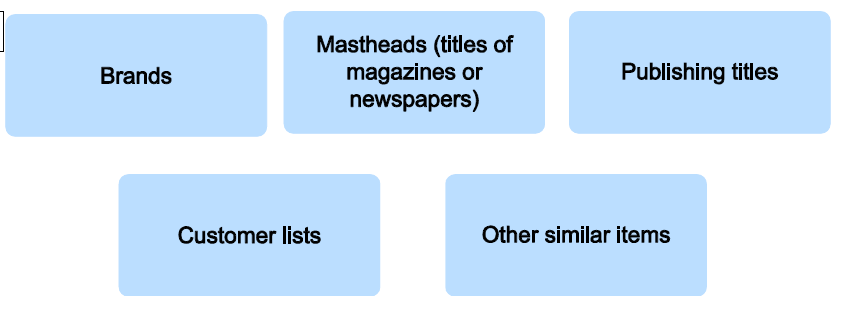 Brands
Mastheads (titles of
magazines or
newspapers)
Publishing titles
Customer lists
Other similar items